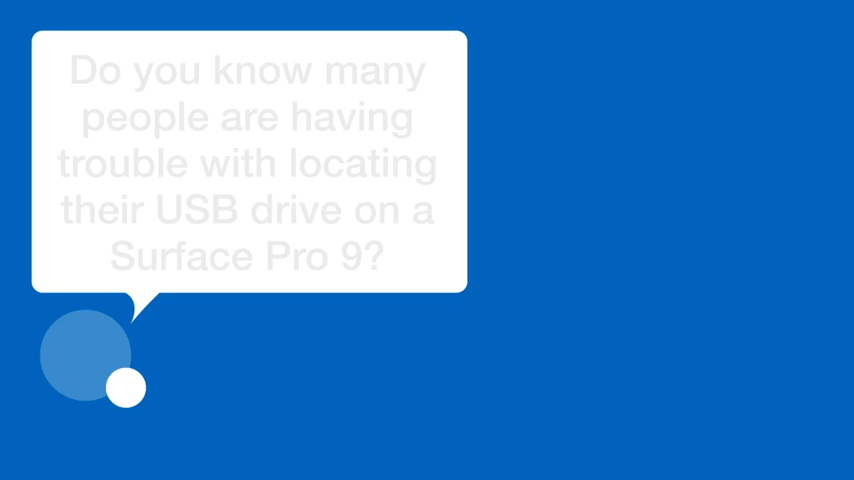 Do you know many
people are having
trouble with locating
their USB drive on a
Surface Pro 9?